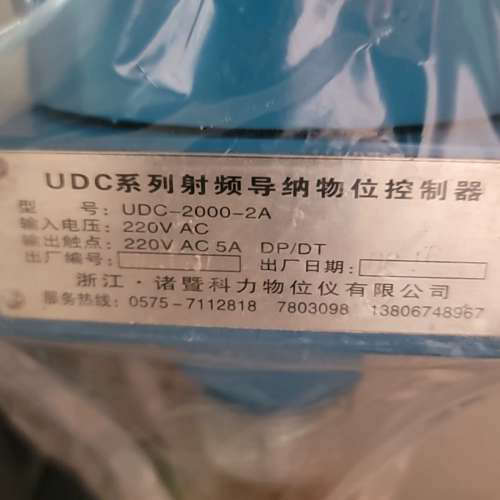 UDC系列射频导纳物位控制器
型 号: UDC-2000-2A
输入电压: 220V AC
输出触点: 220V AC 5A DP/DT
出厂编号: 出厂日期:
浙江·诸暨科力物位仪有限公司
服务热线: 0575-7112818 7803098 13806748967